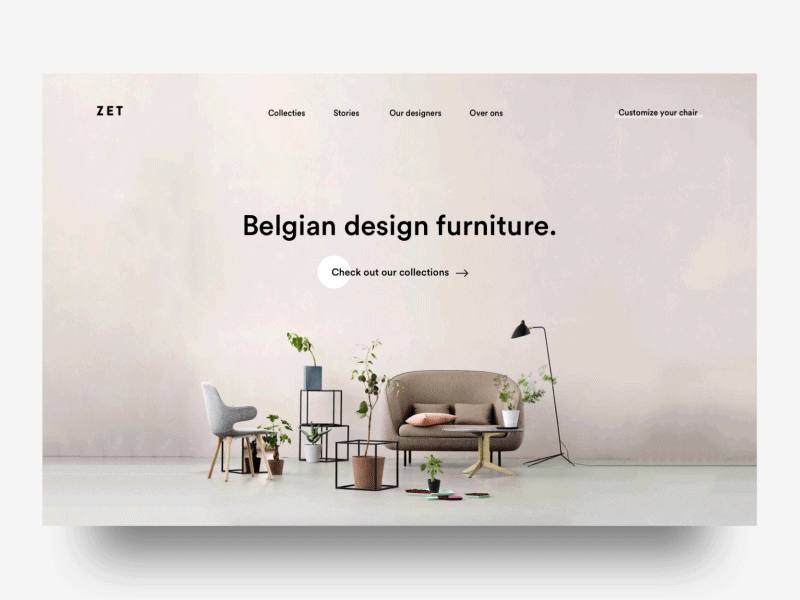 ZET
Collecties
Stories
Our designers
Over ons
Customize your chair
Belgian design furniture.
Check out our collections